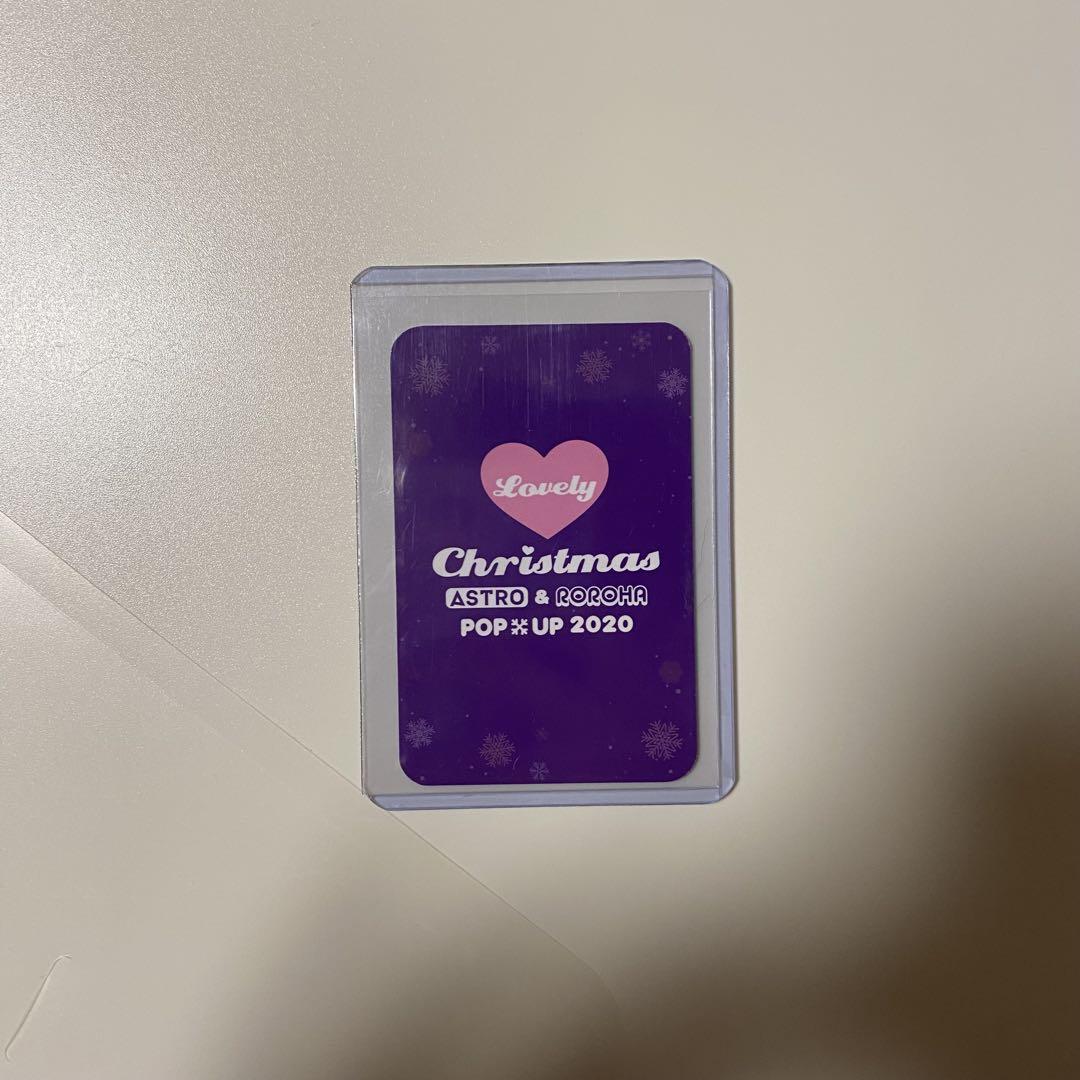 Lovely
Christmas
ASTRO & ROROHA
POP UP 2020